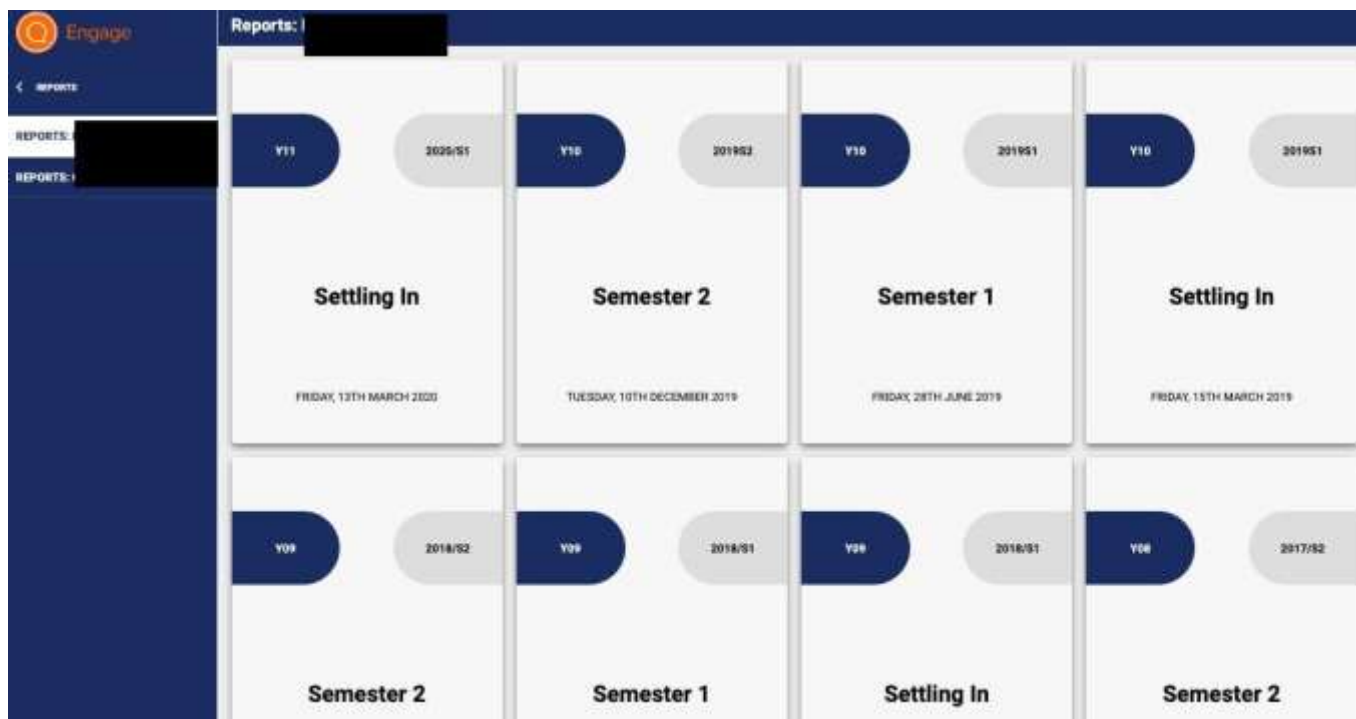 Engage
Reports:
REPORTS
REPORTS:
REPORTS:
Y11
2020/S1
Y10
2019S2
Y10
2019S1
Y10
2019S1
Settling In
Semester 2
Semester 1
Settling In
FRIDAY, 13TH MARCH 2020
TUESDAY, 10TH DECEMBER 2019
FRIDAY, 28TH JUNE 2019
FRIDAY, 15TH MARCH 2019
Y09
2018/S2
Y09
2018/S1
Y09
2018/S1
Y08
2017/S2
Semester 2
Semester 1
Settling In
Semester 2